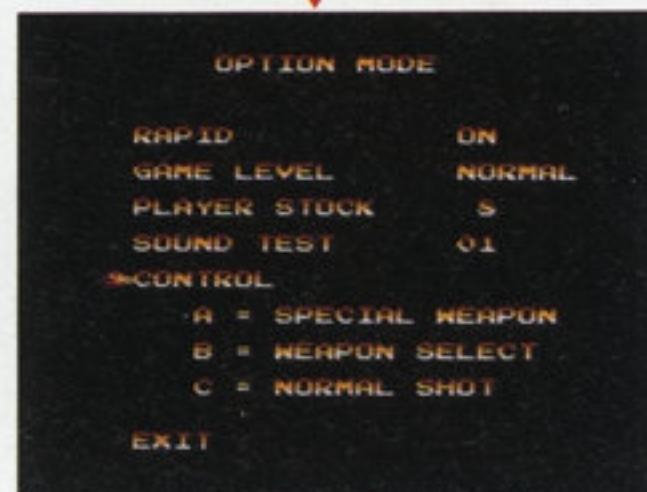 OPTION MODE
RAPID ON
GAME LEVEL NORMAL
PLAYER STOCK
SOUND TEST 01
CONTROL
A = SPECIAL WEAPON
B = WEAPON SELECT
C = NORMAL SHOT
EXIT